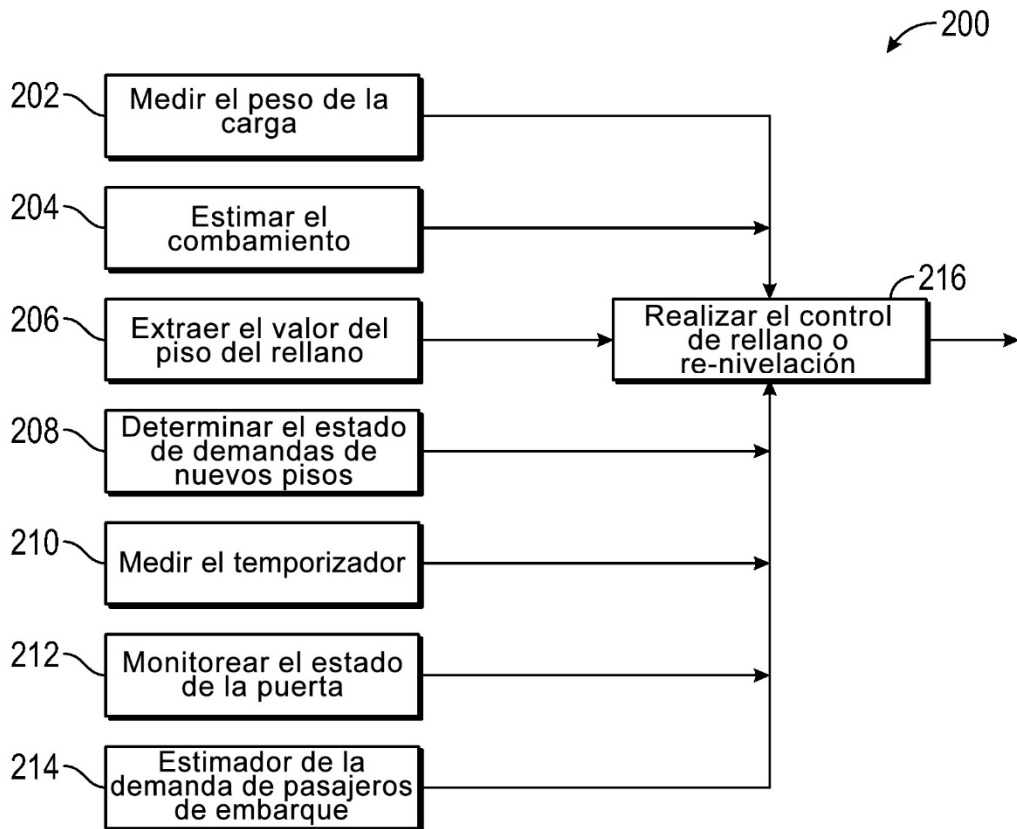 200
202
Medir el peso de la
carga
204
Estimar el
combamiento
206
Extraer el valor del
piso del rellano
216
Realizar el control
de rellano o
re-nivelación
208
Determinar el estado
de demandas de
nuevos pisos
210
Medir el temporizador
212
Monitorear el estado
de la puerta
214
Estimador de la
demanda de pasajeros
de embarque